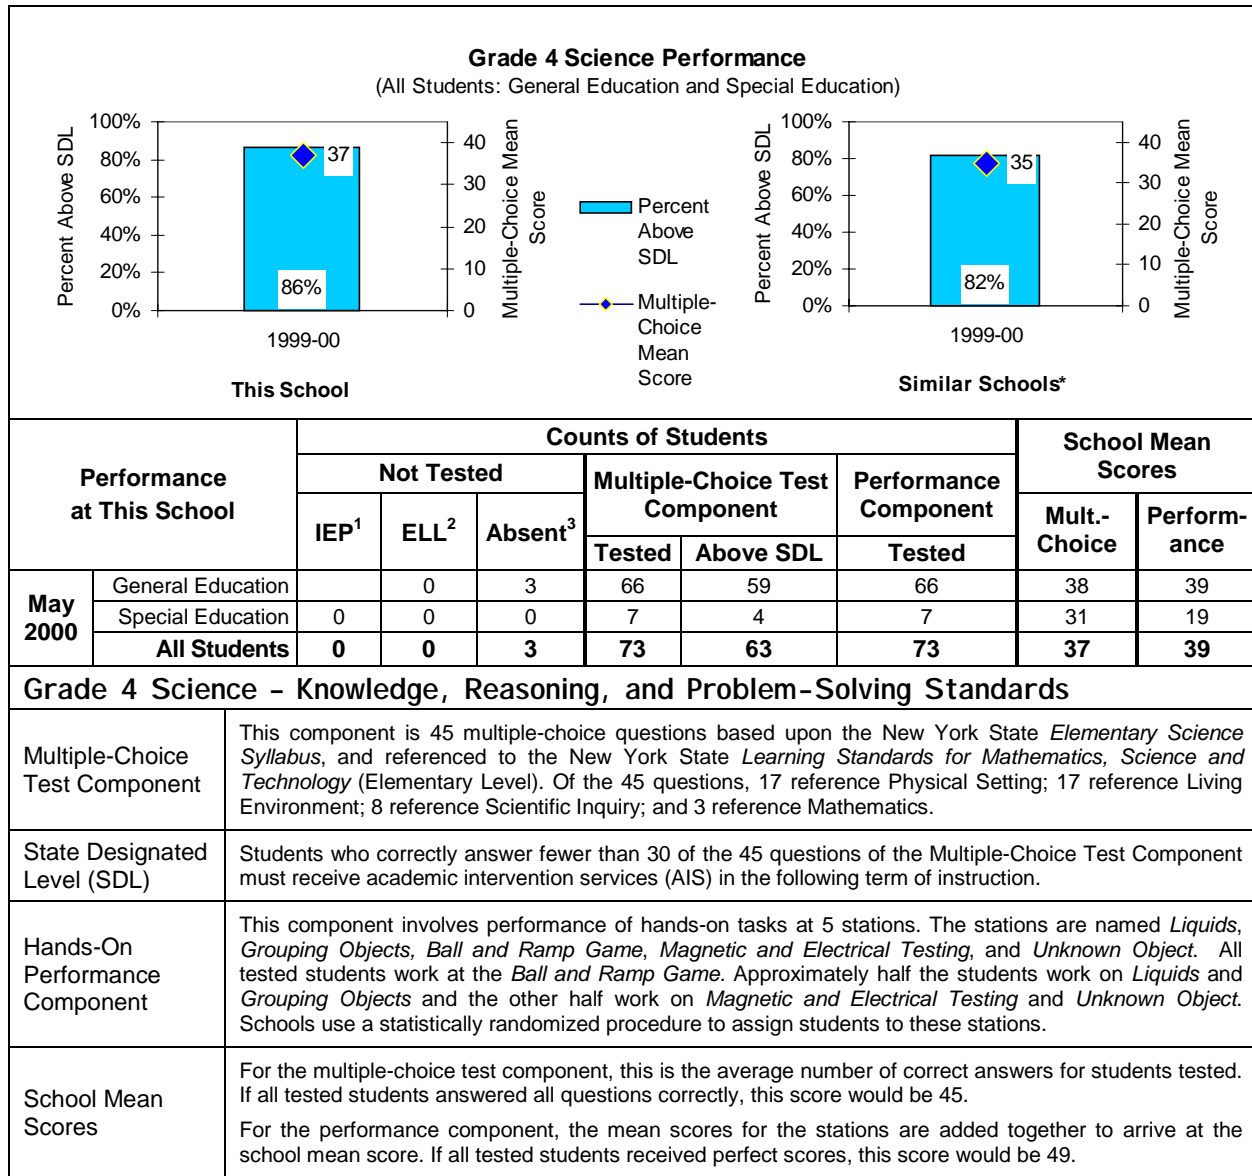 Grade 4 Science Performance
(All Students: General Education and Special Education)
Percent Above SDL
100%
80%
60%
40%
20%
0%
37
86%
40
30
20
10
0
Multiple-Choice Mean
Score
1999-00
This School
Percent
Above
SDL
Multiple-
Choice
Mean
Score
Percent Above SDL
100%
80%
60%
40%
20%
0%
35
82%
40
30
20
10
0
Multiple-Choice Mean
Score
1999-00
Similar Schools*
Performance
at This School
Counts of Students
School Mean
Scores
Not Tested
Multiple-Choice Test
Component
Performance
Component
IEP1 ELL2 Absent3
Mult.-
Choice
Perform-
ance
Tested Above SDL Tested
May
2000
General Education 0 3 66 59 66 38 39
Special Education 0 0 0 7 4 7 31 19
All Students 0 0 3 73 63 73 37 39
Grade 4 Science – Knowledge, Reasoning, and Problem-Solving Standards
Multiple-Choice
Test Component
This component is 45 multiple-choice questions based upon the New York State Elementary Science
Syllabus, and referenced to the New York State Learning Standards for Mathematics, Science and
Technology (Elementary Level). Of the 45 questions, 17 reference Physical Setting; 17 reference Living
Environment; 8 reference Scientific Inquiry; and 3 reference Mathematics.
State Designated
Level (SDL)
Students who correctly answer fewer than 30 of the 45 questions of the Multiple-Choice Test Component
must receive academic intervention services (AIS) in the following term of instruction.
Hands-On
Performance
Component
This component involves performance of hands-on tasks at 5 stations. The stations are named Liquids,
Grouping Objects, Ball and Ramp Game, Magnetic and Electrical Testing, and Unknown Object. All
tested students work at the Ball and Ramp Game. Approximately half the students work on Liquids and
Grouping Objects and the other half work on Magnetic and Electrical Testing and Unknown Object.
Schools use a statistically randomized procedure to assign students to these stations.
School Mean
Scores
For the multiple-choice test component, this is the average number of correct answers for students tested.
If all tested students answered all questions correctly, this score would be 45.
For the performance component, the mean scores for the stations are added together to arrive at the
school mean score. If all tested students received perfect scores, this score would be 49.